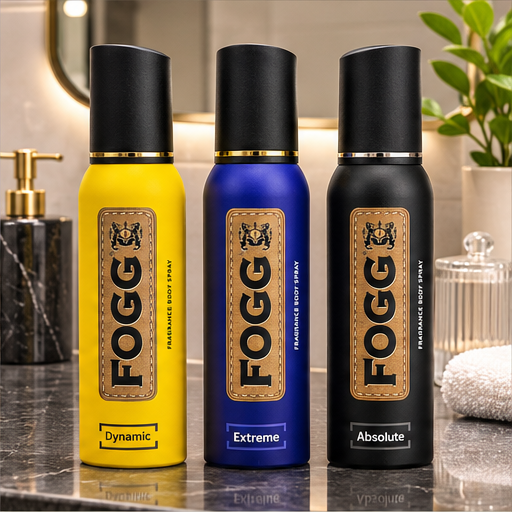 FOGG
FRAGRANCE BODY SPRAY
Dynamic
FOGG
FRAGRANCE BODY SPRAY
Extreme
FOGG
FRAGRANCE BODY SPRAY
Absolute